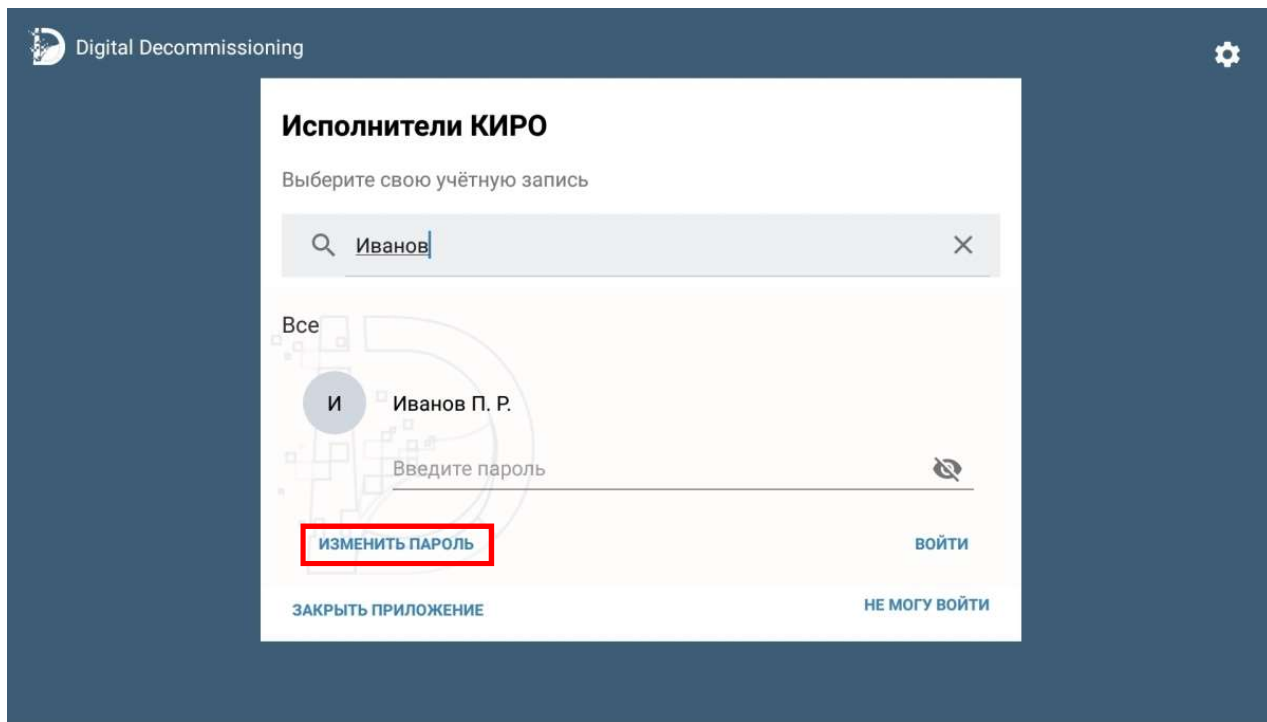 Digital Decommissioning
Исполнители КИРО
Выберите свою учётную запись
Иванов
Все
И
Иванов П. Р.
Введите пароль
ИЗМЕНИТЬ ПАРОЛЬ
ВОЙТИ
ЗАКРЫТЬ ПРИЛОЖЕНИЕ
НЕ МОГУ ВОЙТИ